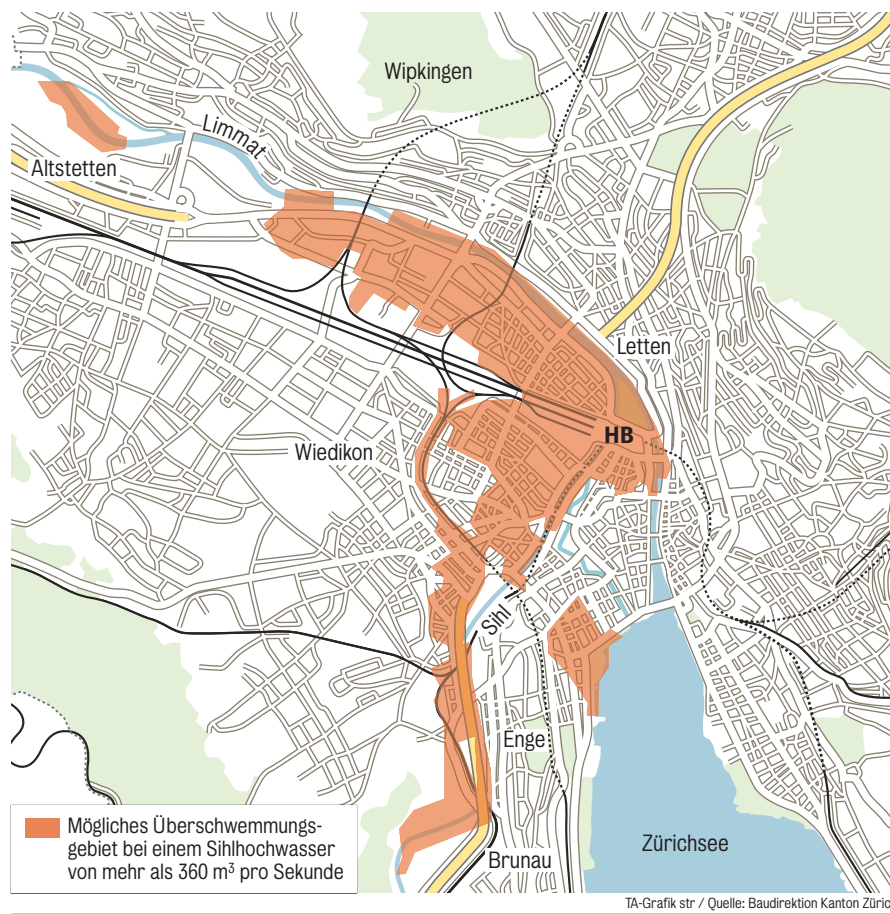 Wipkingen
Limmat
Altstetten
Letten
HB
Wiedikon
Sihl
Enge
Zürichsee
Brunau
Mögliches Überschwemmungs-
gebiet bei einem Sihlhochwasser
von mehr als 360 m³ pro Sekunde
TA-Grafik str / Quelle: Baudirektion Kanton Züric